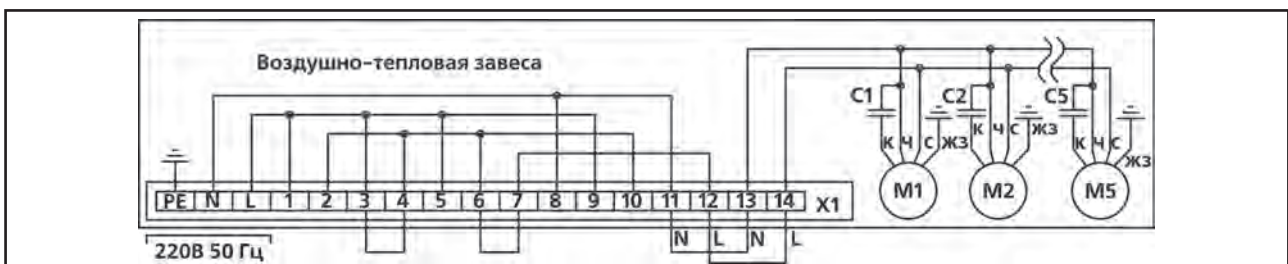 Воздушно-тепловая завеса
C1 C2 C5
К Ч С ЖЗ К Ч С ЖЗ К Ч С ЖЗ
M1 M2 M5
PE N L 1 2 3 4 5 6 7 8 9 10 11 12 13 14 X1
N L N L
220В 50 Гц